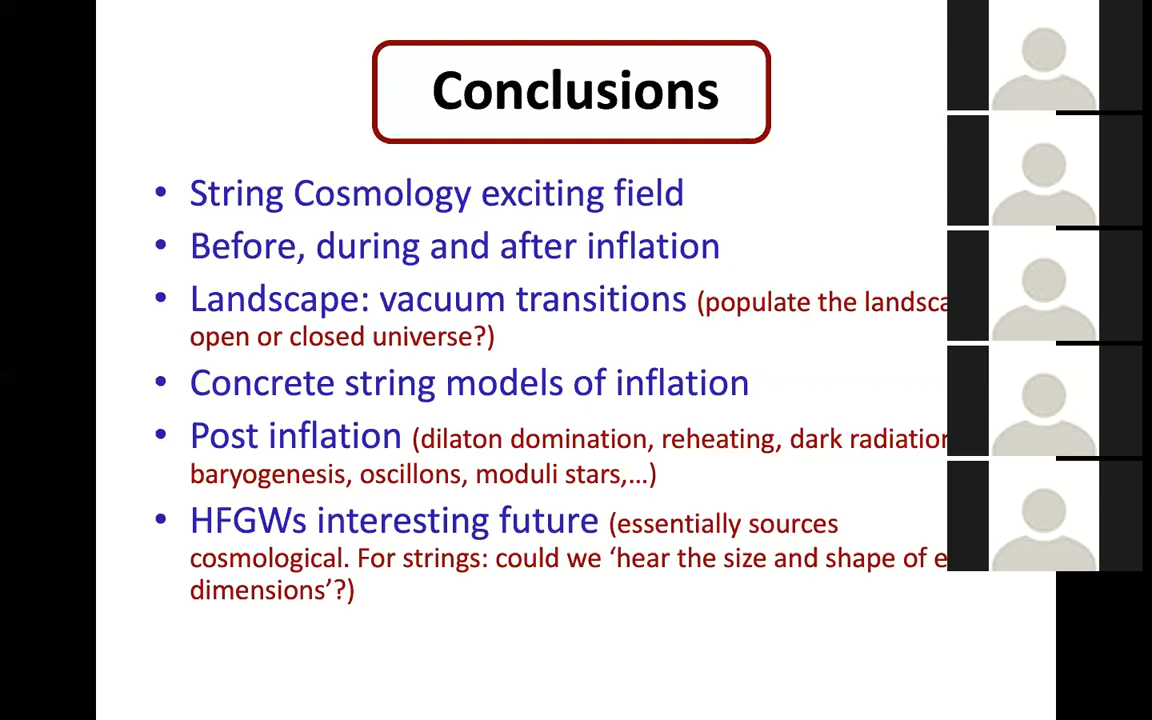 Conclusions
• String Cosmology exciting field
• Before, during and after inflation
• Landscape: vacuum transitions (populate the
open or closed universe?)
• Concrete string models of inflation
• Post inflation (dilaton domination, reheating, dark
baryogenesis, oscillons, moduli stars,...)
• HFGWs interesting future (essentially sources
cosmological. For strings: could we ‘hear the size and shape of
dimensions’?)